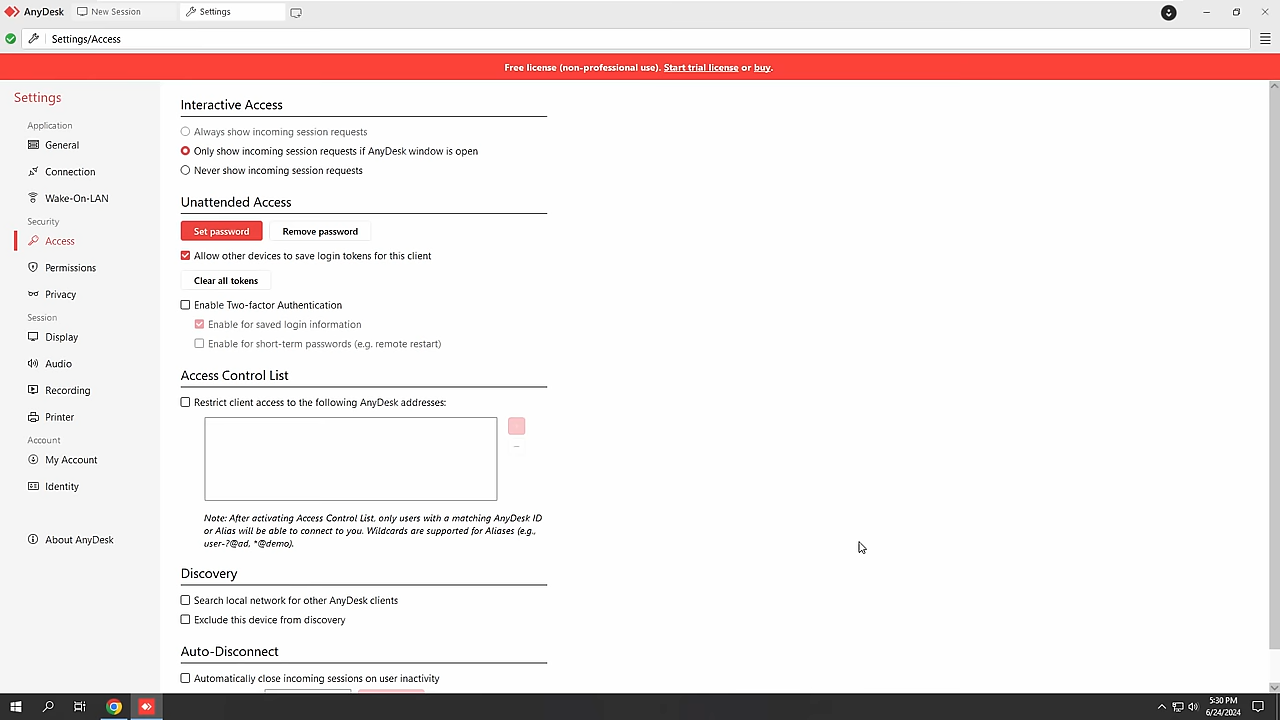 AnyDesk
New Session
Settings
Settings/Access
Free license (non-professional use). Start trial license or buy.
Settings
Application
General
Connection
Wake-On-LAN
Security
Access
Permissions
Privacy
Session
Display
Audio
Recording
Printer
Account
My Account
Identity
About AnyDesk
Interactive Access
Always show incoming session requests
Only show incoming session requests if AnyDesk window is open
Never show incoming session requests
Unattended Access
Set password
Remove password
Allow other devices to save login tokens for this client
Clear all tokens
Enable Two-factor Authentication
Enable for saved login information
Enable for short-term passwords (e.g. remote restart)
Access Control List
Restrict client access to the following AnyDesk addresses:
Note: After activating Access Control List, only users with a matching AnyDesk ID
or Alias will be able to connect to you. Wildcards are supported for Aliases (e.g.,
user-?@ad, *@demo).
Discovery
Search local network for other AnyDesk clients
Exclude this device from discovery
Auto-Disconnect
Automatically close incoming sessions on user inactivity
5:30 PM
6/24/2024